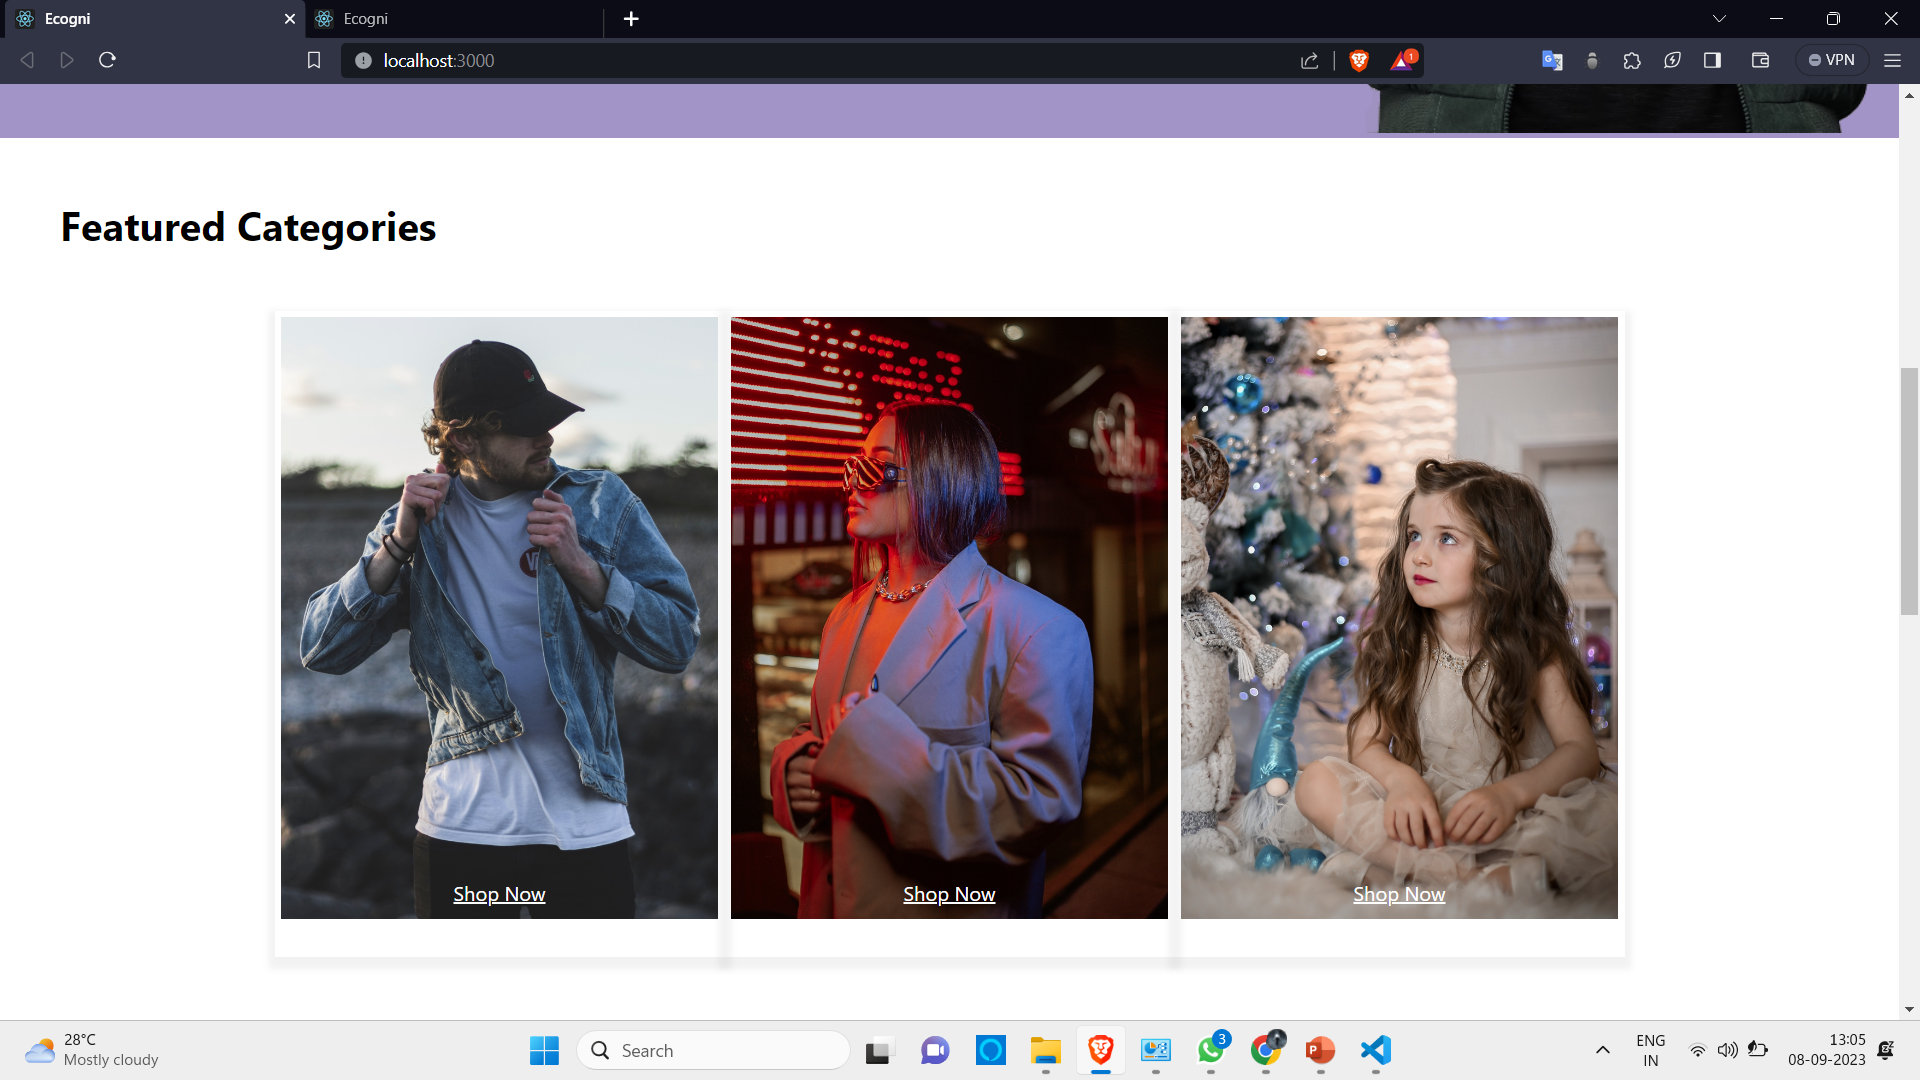 Ecogni
Ecogni
localhost:3000
1
VPN
Featured Categories
Shop Now
Shop Now
Shop Now
28°C
Mostly cloudy
Search
3
ENG
IN
13:05
08-09-2023